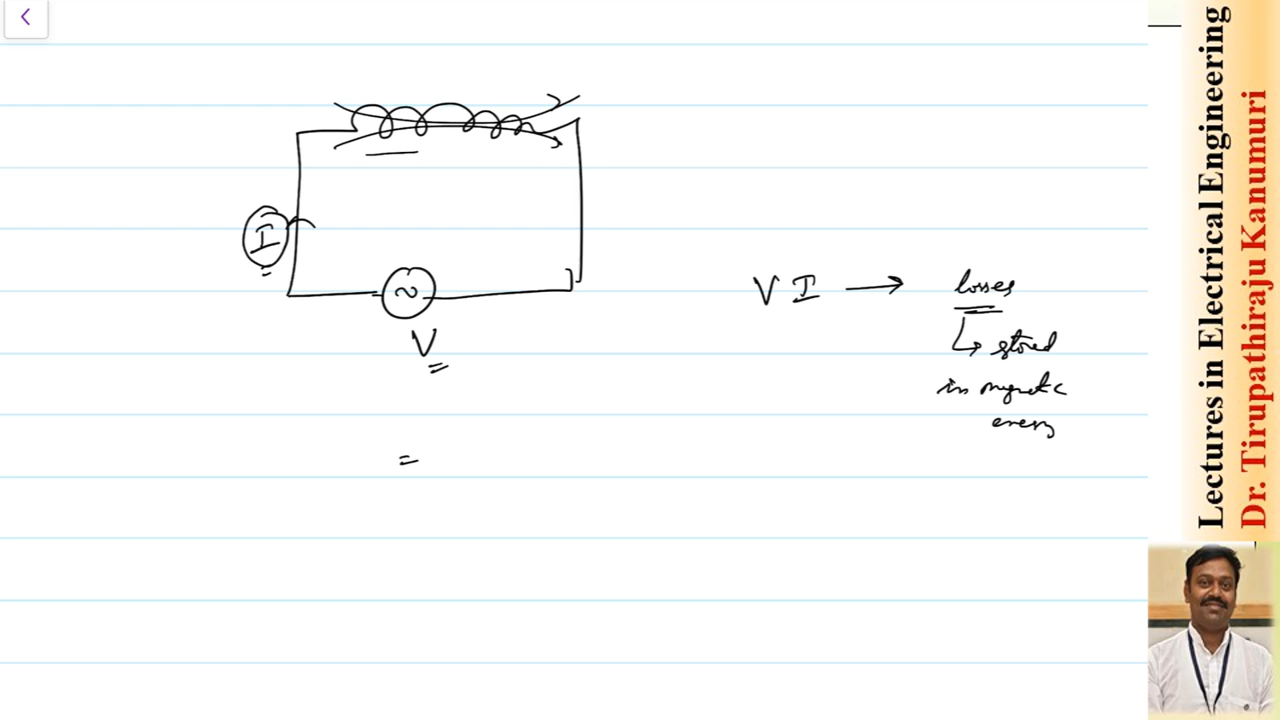 I
V
=
V I → losses
↳ stored
in magnetic
energy
Lectures in Electrical Engineering
Dr. Tirupathiraju Kanumuri